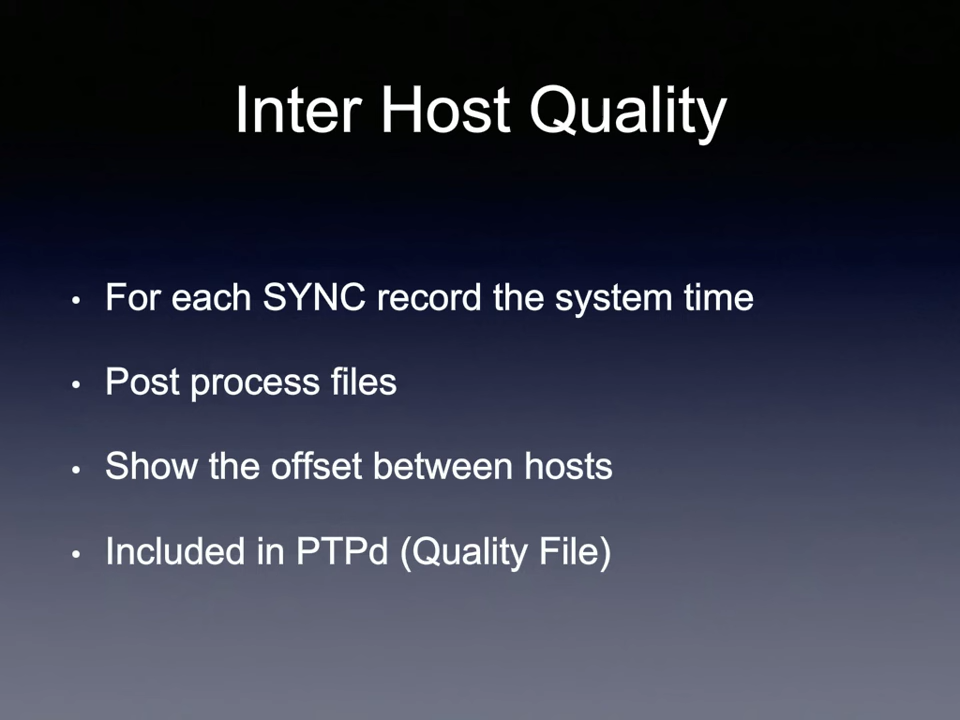 Inter Host Quality
• For each SYNC record the system time
• Post process files
• Show the offset between hosts
• Included in PTPd (Quality File)